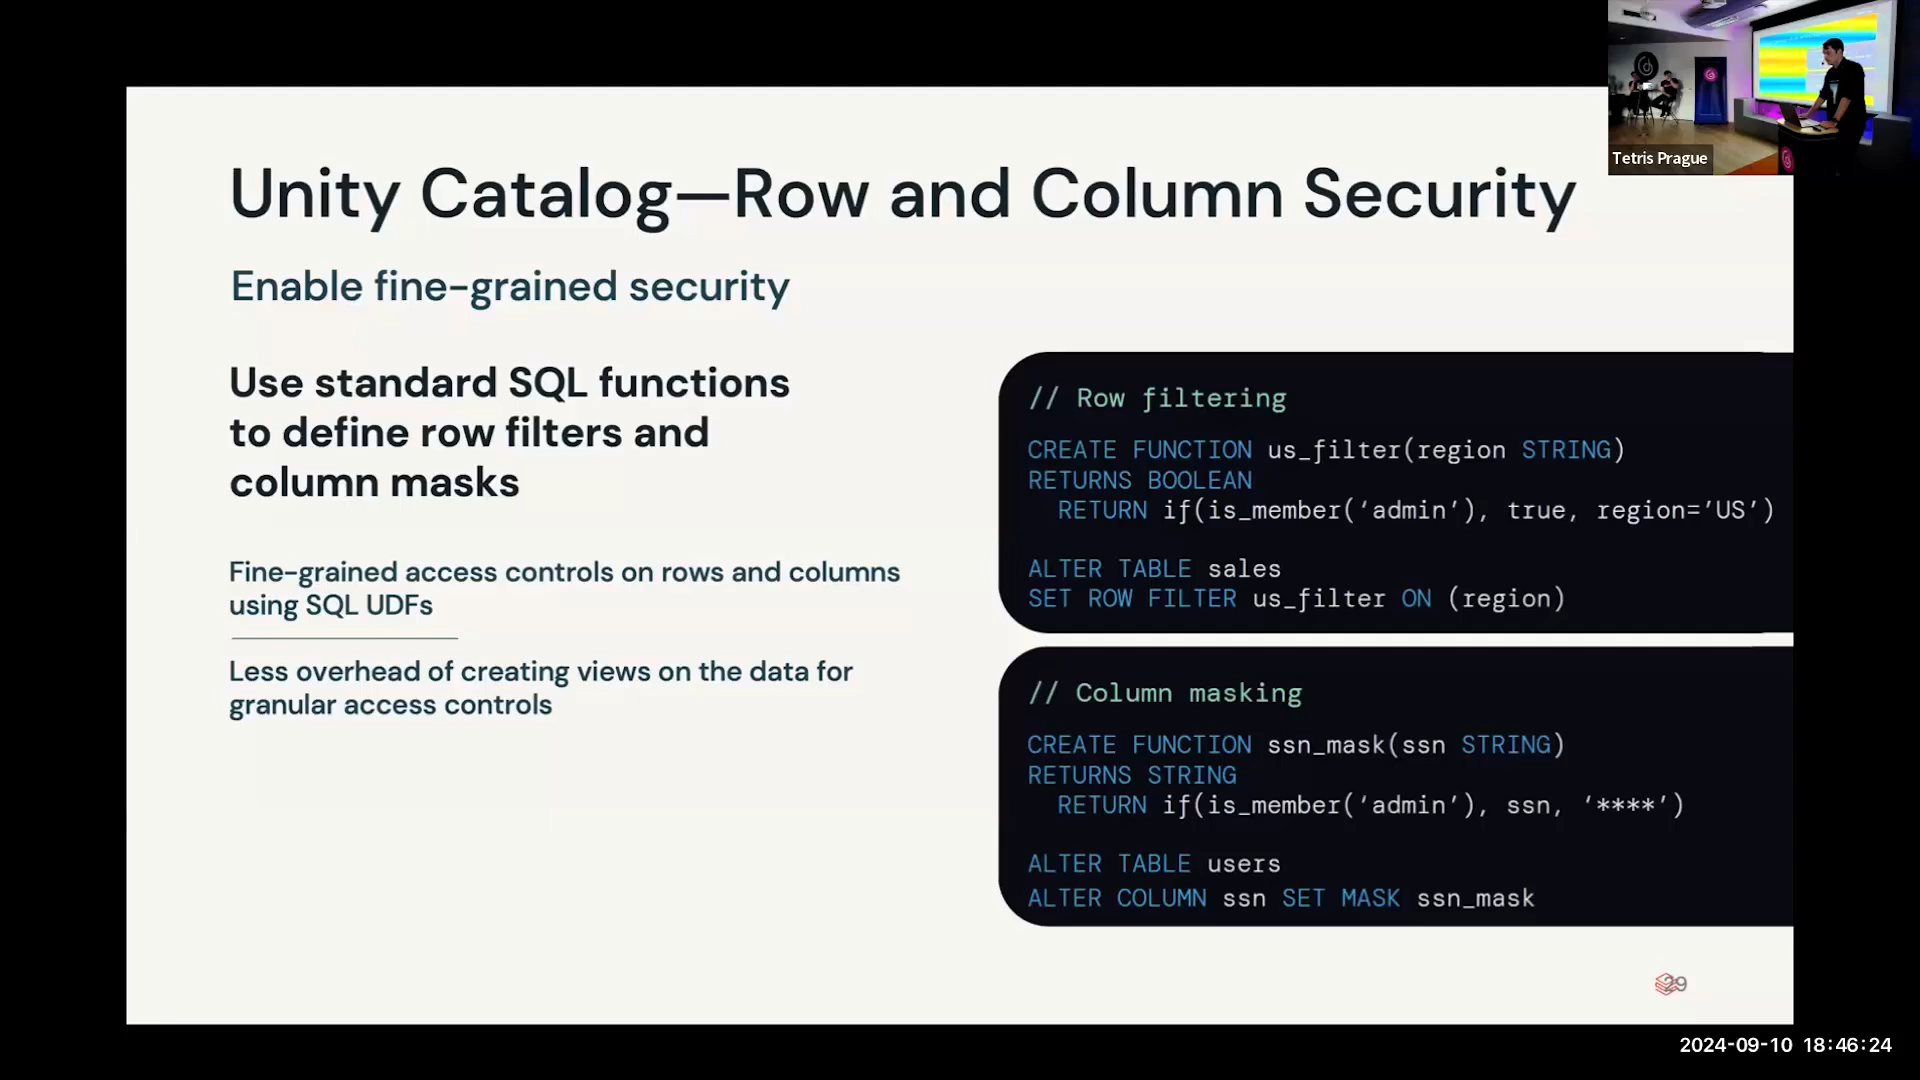 Tetris Prague
Unity Catalog—Row and Column Security
Enable fine-grained security
Use standard SQL functions
to define row filters and
column masks
Fine-grained access controls on rows and columns
using SQL UDFs
Less overhead of creating views on the data for
granular access controls
// Row filtering
CREATE FUNCTION us_filter(region STRING)
RETURNS BOOLEAN
RETURN if(is_member(‘admin’), true, region=’US’)
ALTER TABLE sales
SET ROW FILTER us_filter ON (region)
// Column masking
CREATE FUNCTION ssn_mask(ssn STRING)
RETURNS STRING
RETURN if(is_member(‘admin’), ssn, ‘****’)
ALTER TABLE users
ALTER COLUMN ssn SET MASK ssn_mask
29
2024-09-10 18:46:24